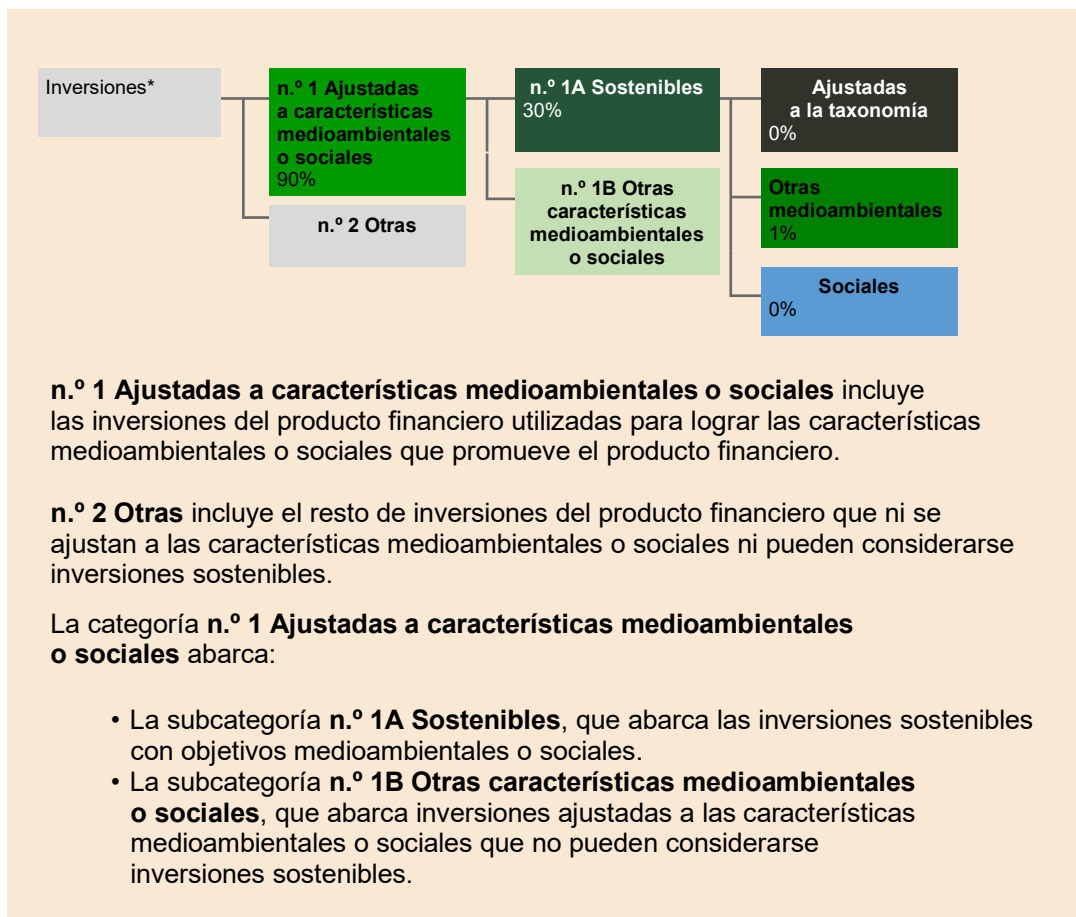 Inversiones*
n.º 1 Ajustadas
a características
medioambientales
o sociales
90%
n.º 2 Otras
n.º 1A Sostenibles
30%
n.º 1B Otras
características
medioambientales
o sociales
Ajustadas
a la taxonomía
0%
Otras
medioambientales
1%
Sociales
0%
n.º 1 Ajustadas a características medioambientales o sociales incluye
las inversiones del producto financiero utilizadas para lograr las características
medioambientales o sociales que promueve el producto financiero.
n.º 2 Otras incluye el resto de inversiones del producto financiero que ni se
ajustan a las características medioambientales o sociales ni pueden considerarse
inversiones sostenibles.
La categoría n.º 1 Ajustadas a características medioambientales
o sociales abarca:
• La subcategoría n.º 1A Sostenibles, que abarca las inversiones sostenibles
con objetivos medioambientales o sociales.
• La subcategoría n.º 1B Otras características medioambientales
o sociales, que abarca inversiones ajustadas a las características
medioambientales o sociales que no pueden considerarse
inversiones sostenibles.